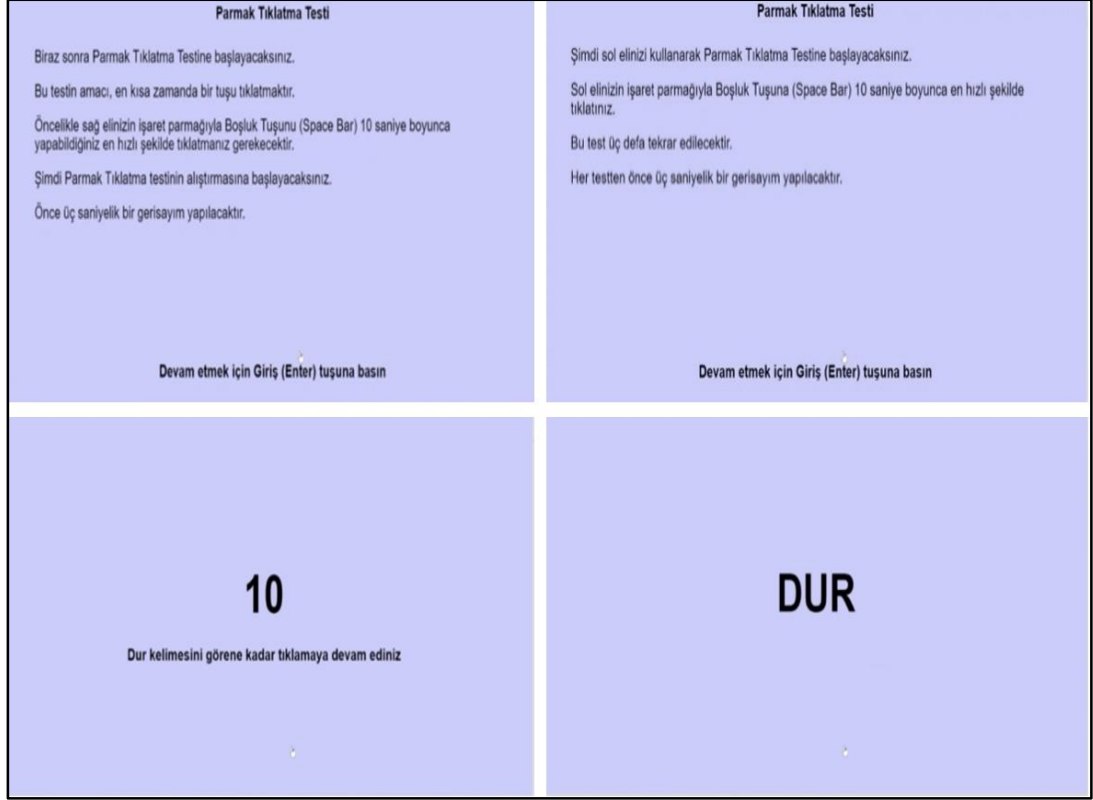 Parmak Tıklatma Testi
Biraz sonra Parmak Tıklatma Testine başlayacaksınız.
Bu testin amacı, en kısa zamanda bir tuşu tıklatmaktır.
Öncelikle sağ elinizin işaret parmağıyla Boşluk Tuşunu (Space Bar) 10 saniye boyunca
yapabildiğiniz en hızlı şekilde tıklatmanız gerekecektir.
Şimdi Parmak Tıklatma testinin alıştırmasına başlayacaksınız.
Önce üç saniyelik bir gerisayım yapılacaktır.
Devam etmek için Giriş (Enter) tuşuna basın
Parmak Tıklatma Testi
Şimdi sol elinizi kullanarak Parmak Tıklatma Testine başlayacaksınız.
Sol elinizin işaret parmağıyla Boşluk Tuşuna (Space Bar) 10 saniye boyunca en hızlı şekilde
tıklatınız.
Bu test üç defa tekrar edilecektir.
Her testten önce üç saniyelik bir gerisayım yapılacaktır.
Devam etmek için Giriş (Enter) tuşuna basın
10
Dur kelimesini görene kadar tıklamaya devam ediniz
DUR